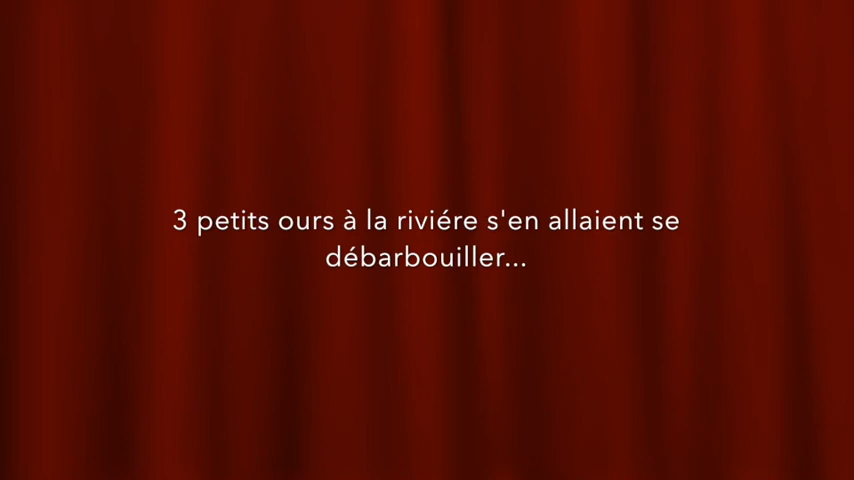 3 petits ours à la riviére s'en allaient se
débarbouiller...